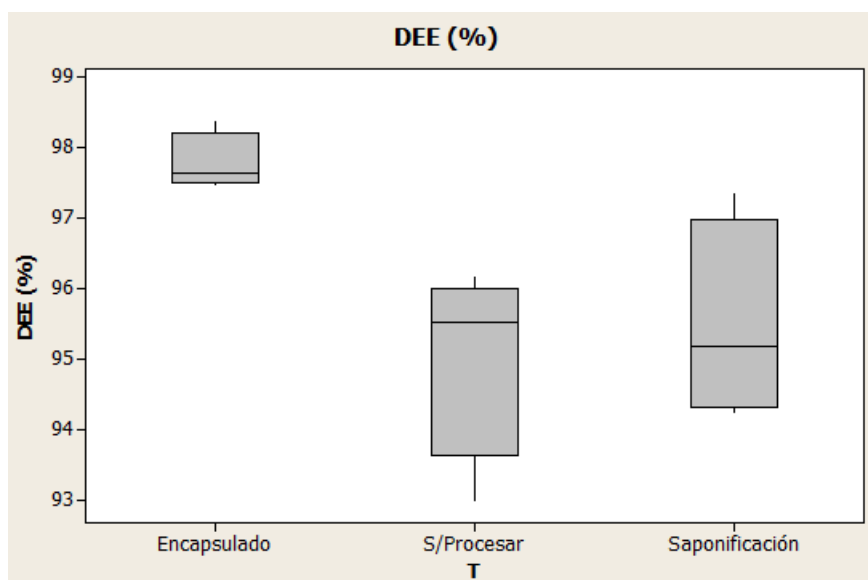 DEE (%)
99
98
97
96
95
94
93
DEE (%)
Encapsulado S/Procesar Saponificación
T